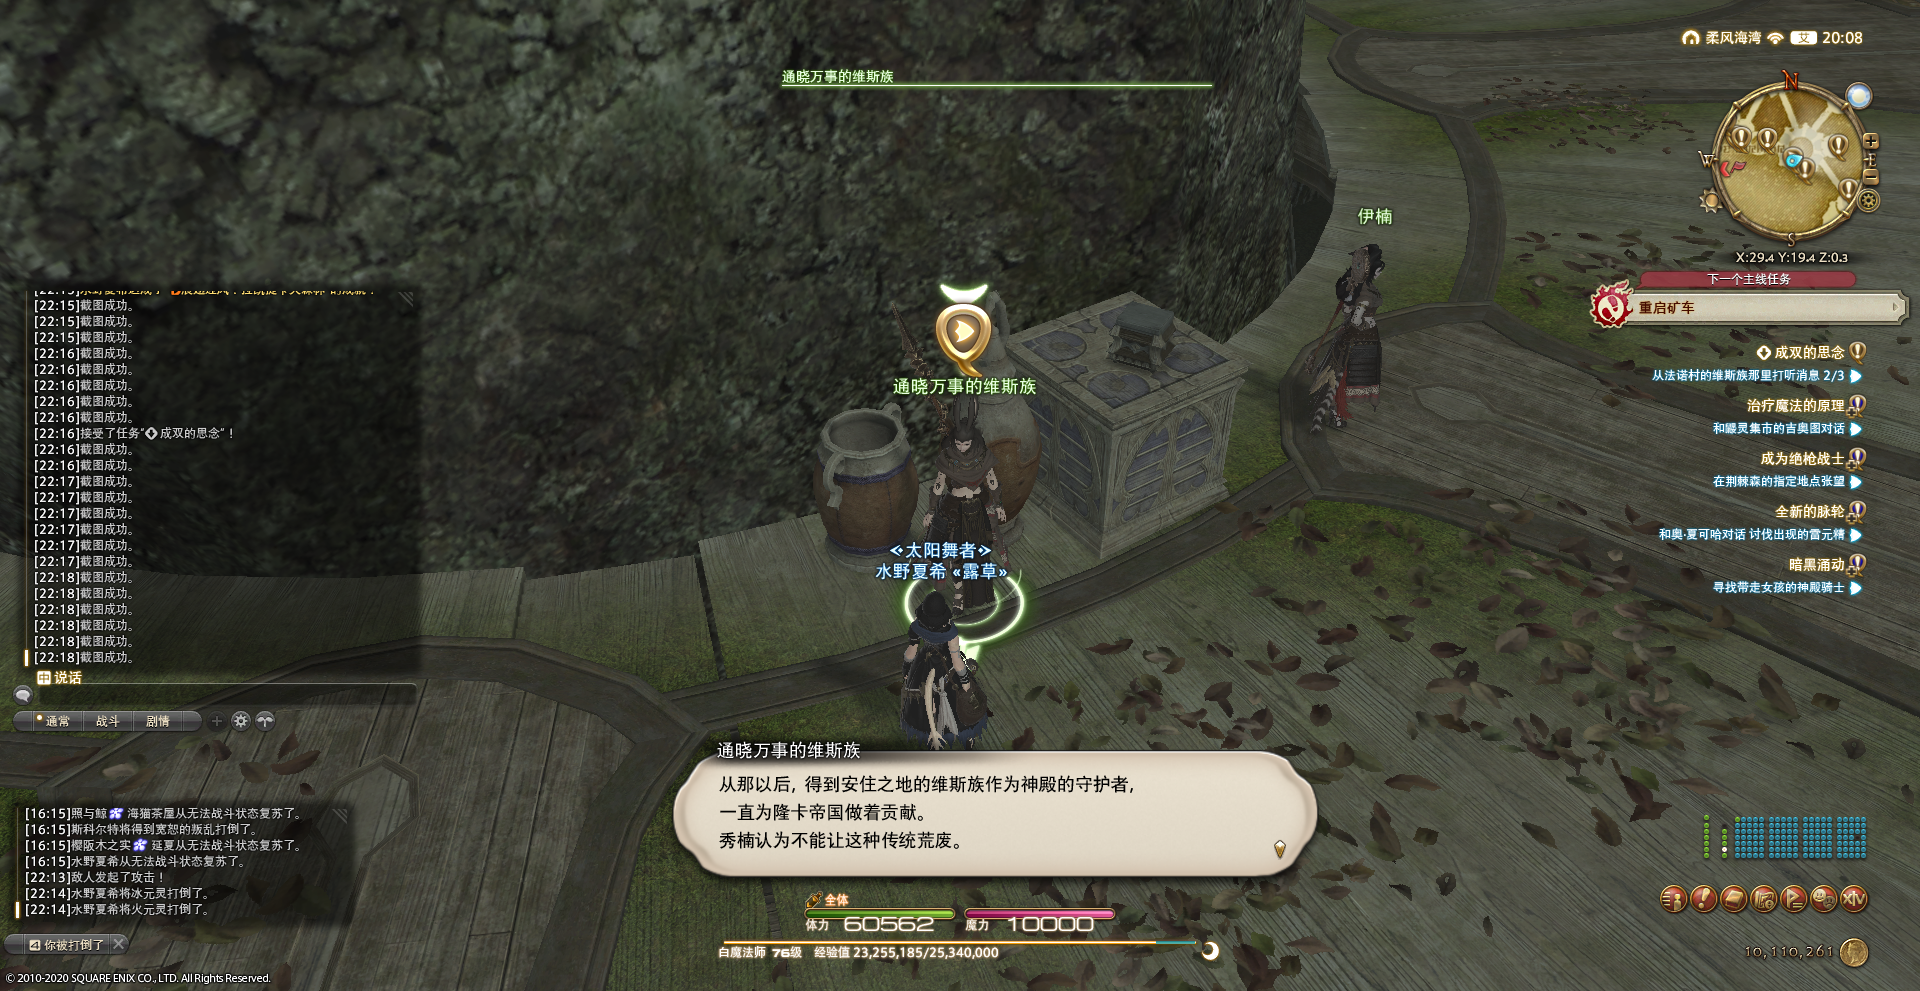 通晓万事的维斯族
柔风海湾 艾 20:08
N
W
E
S
X:29.4 Y:19.4 Z:0.3
下一个主线任务
重启矿车
成双的思念
从法诺村的维斯族那里打听消息 2/3
治疗魔法的原理
和鼹灵集市的吉奥图对话
成为绝枪战士
在荆棘森的指定地点张望
全新的脉轮
和奥·夏可哈对话 讨伐出现的雷元精
暗黑涌动
寻找带走女孩的神殿骑士
伊楠
通晓万事的维斯族
太阳舞者
水野夏希 «露草»
[22:15]截图成功。
[22:15]截图成功。
[22:15]截图成功。
[22:16]截图成功。
[22:16]截图成功。
[22:16]截图成功。
[22:16]截图成功。
[22:16]截图成功。
[22:16]接受了任务“成双的思念”！
[22:16]截图成功。
[22:16]截图成功。
[22:17]截图成功。
[22:17]截图成功。
[22:17]截图成功。
[22:17]截图成功。
[22:17]截图成功。
[22:17]截图成功。
[22:18]截图成功。
[22:18]截图成功。
[22:18]截图成功。
[22:18]截图成功。
[22:18]截图成功。
[22:18]截图成功。
说话
通常 战斗 剧情
通晓万事的维斯族
从那以后，得到安住之地的维斯族作为神殿的守护者，
一直为隆卡帝国做着贡献。
秀楠认为不能让这种传统荒废。
[16:15]照与鲸 海猫茶屋从无法战斗状态复苏了。
[16:15]斯科尔特将得到宽恕的叛乱打倒了。
[16:15]樱阪木之实 延夏从无法战斗状态复苏了。
[16:15]水野夏希从无法战斗状态复苏了。
[22:13]敌人发起了攻击！
[22:14]水野夏希将冰元灵打倒了。
[22:14]水野夏希将火元灵打倒了。
4 你被打倒了
全体
体力 60562 魔力 10000
白魔法师 76级 经验值 23,255,185/25,340,000
XIV
10,110,261
© 2010-2020 SQUARE ENIX CO., LTD. All Rights Reserved.